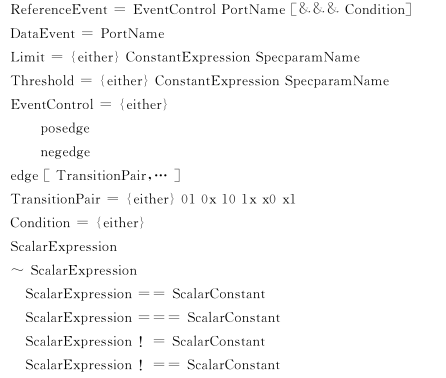 ReferenceEvent = EventControl PortName [&.&.& Condition]
DataEvent = PortName
Limit = {either} ConstantExpression SpecparamName
Threshold = {either} ConstantExpression SpecparamName
EventControl = {either}
posedge
negedge
edge [ TransitionPair,… ]
TransitionPair = {either} 01 0x 10 1x x0 x1
Condition = {either}
ScalarExpression
~ ScalarExpression
ScalarExpression == ScalarConstant
ScalarExpression === ScalarConstant
ScalarExpression ! = ScalarConstant
ScalarExpression ! == ScalarConstant